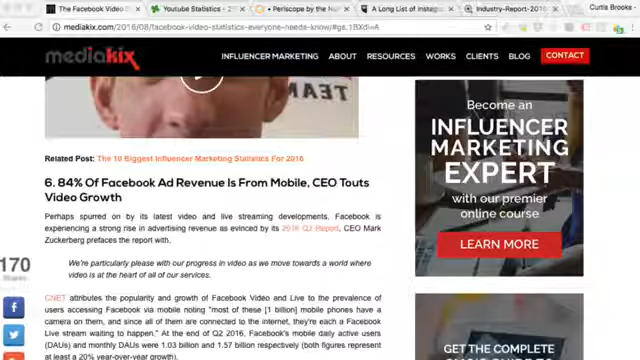 The Facebook Video
Youtube Statistics - 2
Periscope by the N
A Long List of Instag
Industry-Report-2016
Curtis Brooks -
mediakix.com/2016/08/facebook-video-statistics-everyone-needs-know/#gs.
mediakix
INFLUENCER MARKETING ABOUT RESOURCES WORKS CLIENTS BLOG CONTACT
TEAM
Related Post: The 10 Biggest Influencer Marketing Statistics For 2016
6. 84% Of Facebook Ad Revenue Is From Mobile, CEO Touts
Video Growth
Perhaps spurred on by its latest video and live streaming developments, Facebook is
experiencing a strong rise in advertising revenue as evinced by its 2016 Q2 Report, CEO Mark
Zuckerberg prefaces the report with,
We're particularly please with our progress in video as we move towards a world where
video is at the heart of all of our services.
170
Shares
CNET attributes the popularity and growth of Facebook Video and Live to the prevalence of
users accessing Facebook via mobile noting "most of these [1 billion] mobile phones have a
camera on them, and since all of them are connected to the internet, they're each a Facebook
Live stream waiting to happen." At the end of Q2 2016, Facebook's mobile daily active users
(DAUs) and monthly DAUs were 1.03 billion and 1.57 billion respectively (both figures represent
at least a 20% year-over-year growth).
Become an
INFLUENCER
MARKETING
EXPERT
with our premier
online course
LEARN MORE
GET THE COMPLETE